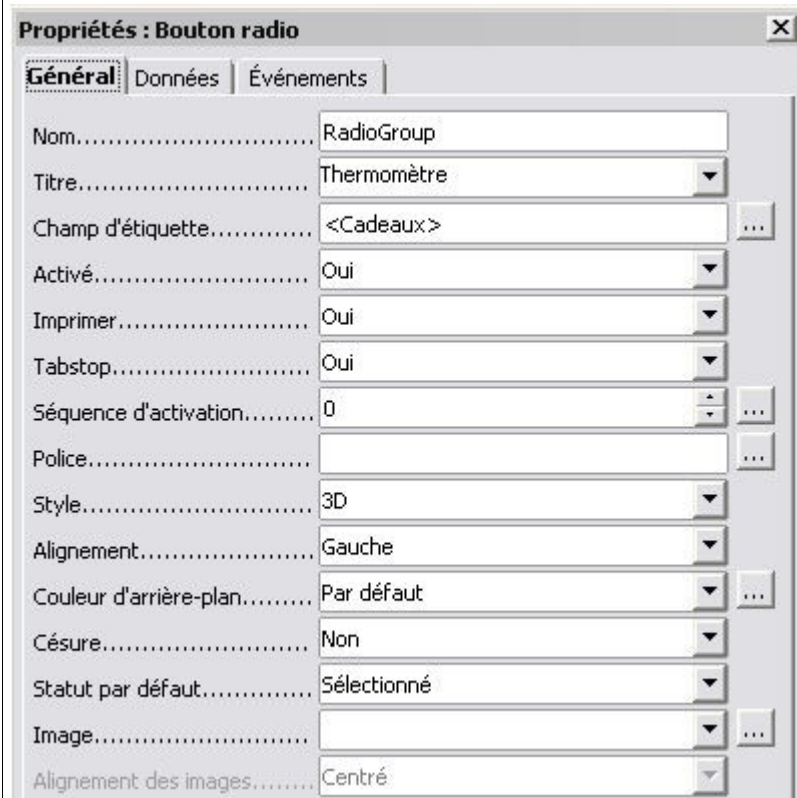 Propriétés : Bouton radio
Général Données Événements
Nom............................. RadioGroup
Titre............................ Thermomètre
Champ d'étiquette............. <Cadeaux> ...
Activé.......................... Oui
Imprimer....................... Oui
Tabstop........................ Oui
Séquence d'activation......... 0 ...
Police........................... ...
Style............................ 3D
Alignement..................... Gauche
Couleur d'arrière-plan......... Par défaut ...
Césure......................... Non
Statut par défaut............. Sélectionné
Image.......................... ...
Alignement des images........ Centré